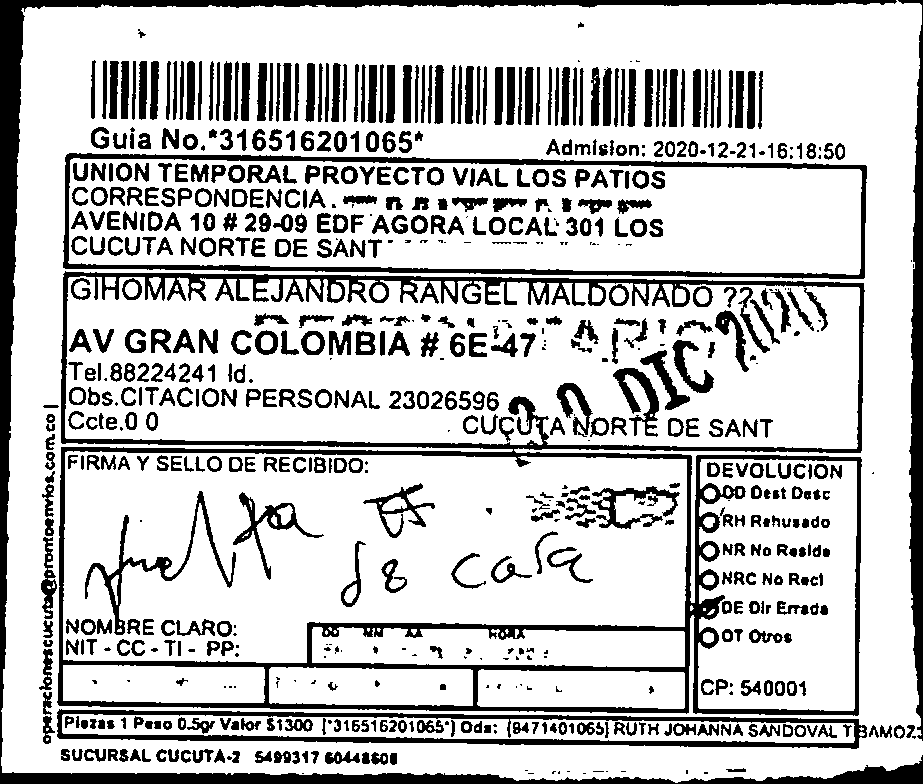 Guia No.*316516201065*
Admision: 2020-12-21-16:18:50
UNION TEMPORAL PROYECTO VIAL LOS PATIOS
CORRESPONDENCIA.
AVENIDA 10 # 29-09 EDF AGORA LOCAL 301 LOS
CUCUTA NORTE DE SANT
GIHOMAR ALEJANDRO RANGEL MALDONADO ??
AV GRAN COLOMBIA # 6E-47
DIC 2020
Tel.88224241 Id.
Obs.CITACION PERSONAL 23026596
Ccte.0 0
CUCUTA NORTE DE SANT
FIRMA Y SELLO DE RECIBIDO:
de casa
NOMBRE CLARO:
NIT - CC - TI - PP:
DD MM AA HORA
DEVOLUCION
DD Dest Desc
RH Rehusado
NR No Reside
NRC No Recl
DE Dir Errada
OT Otros
CP: 540001
operacionescucuta@prontoenvios.com.co
Piezas 1 Peso 0.5gr Valor $1300 [*316516201065*] Ods: [8471401065] RUTH JOHANNA SANDOVAL
SUCURSAL CUCUTA-2 5499317 60448608